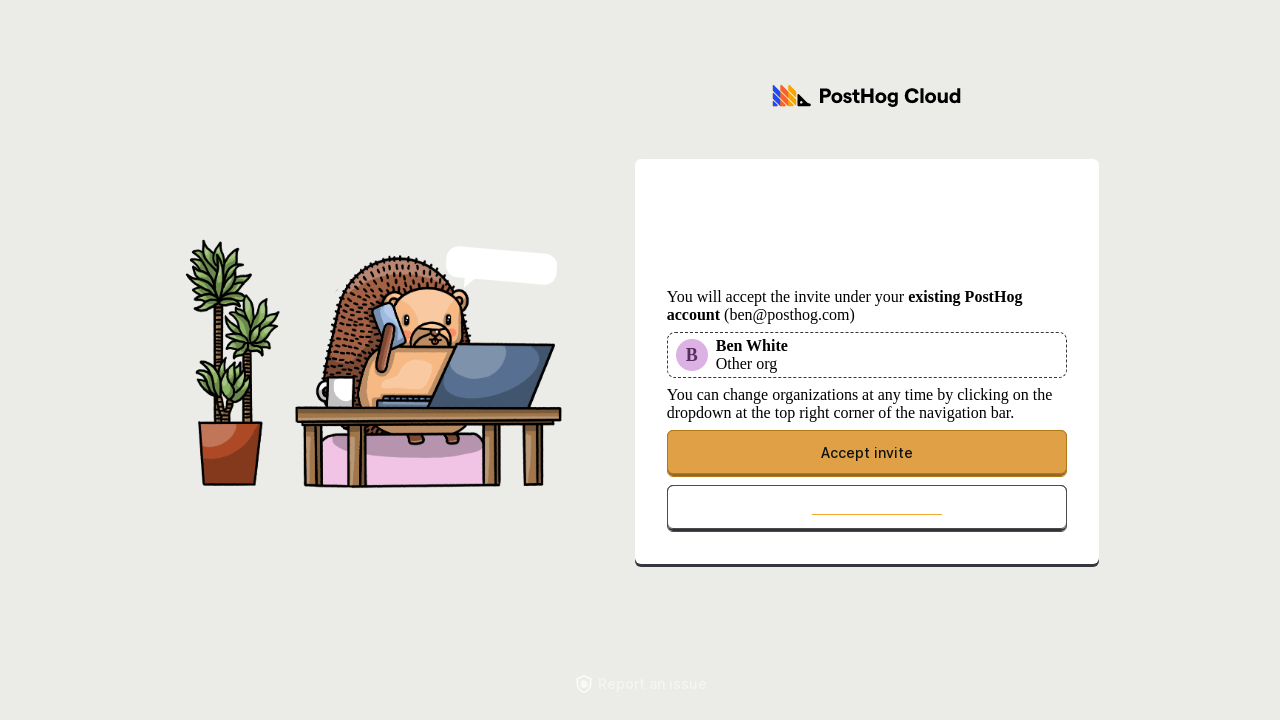 PostHog Cloud
You will accept the invite under your existing PostHog
account (ben@posthog.com)
B
Ben White
Other org
You can change organizations at any time by clicking on the
dropdown at the top right corner of the navigation bar.
Accept invite
Report an issue